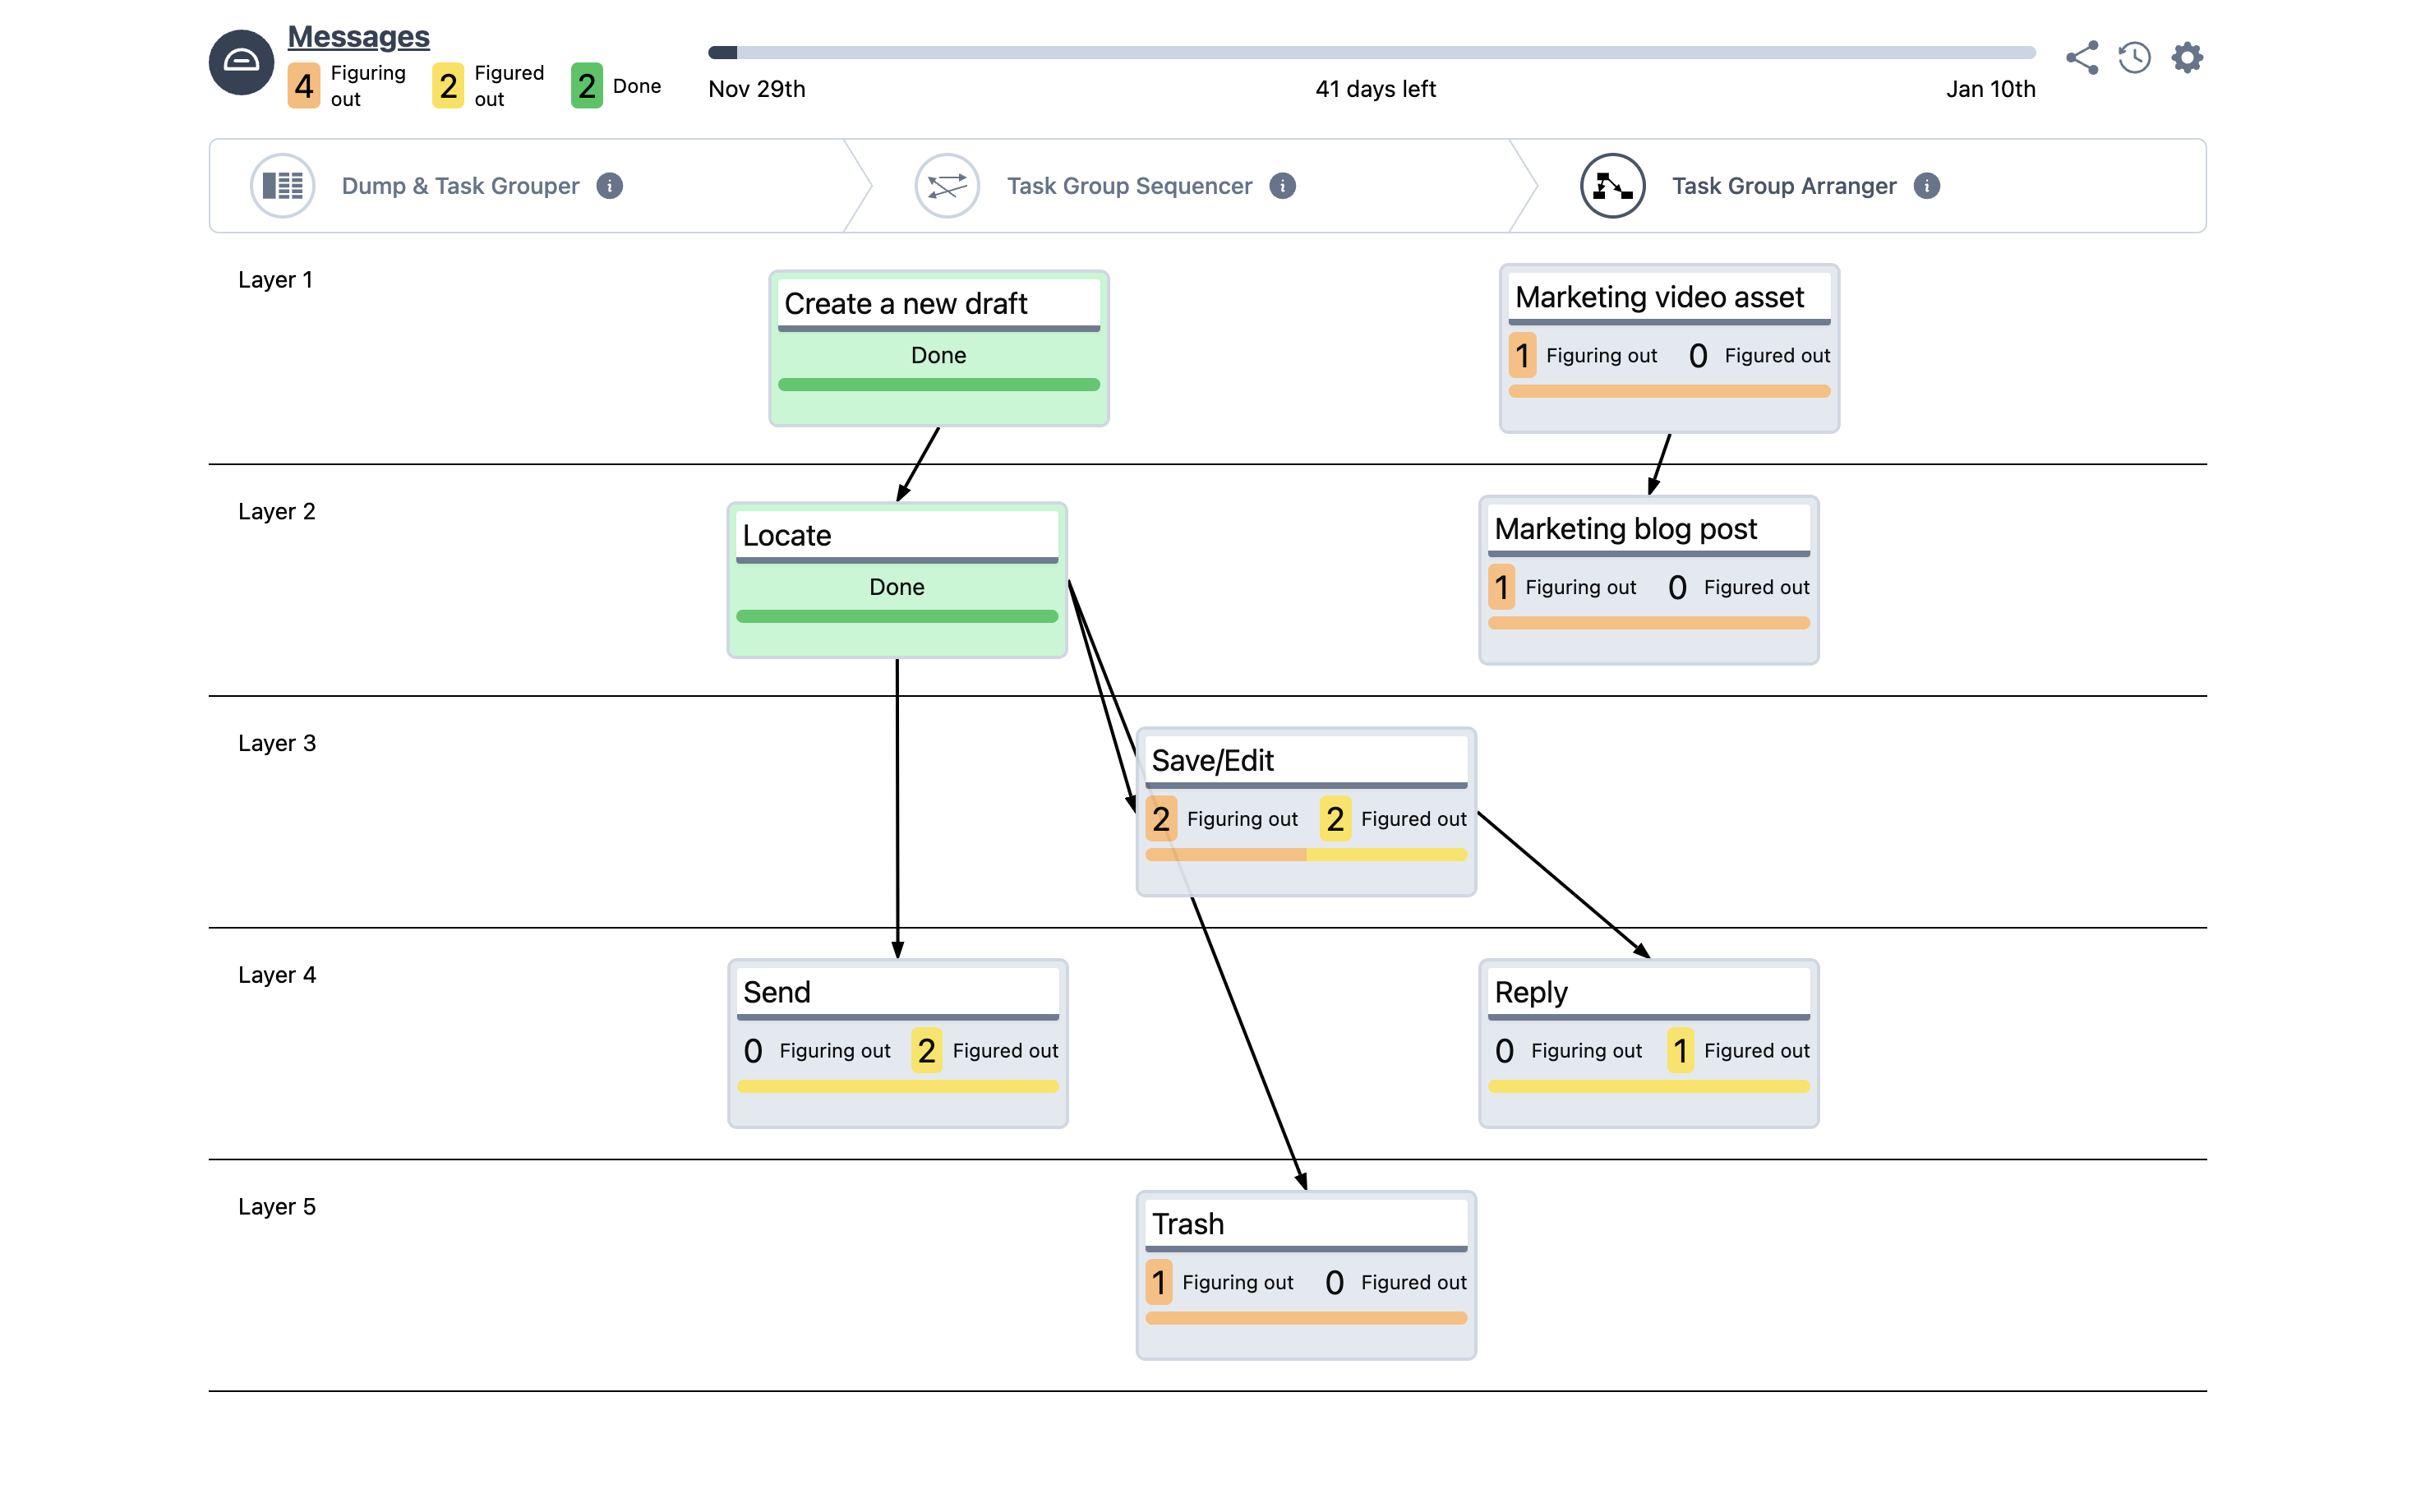 Messages
4 Figuring out
2 Figured out
2 Done
Nov 29th
41 days left
Jan 10th
Dump & Task Grouper i
Task Group Sequencer i
Task Group Arranger i
Layer 1
Create a new draft
Done
Marketing video asset
1 Figuring out 0 Figured out
Layer 2
Locate
Done
Marketing blog post
1 Figuring out 0 Figured out
Layer 3
Save/Edit
2 Figuring out 2 Figured out
Layer 4
Send
0 Figuring out 2 Figured out
Reply
0 Figuring out 1 Figured out
Layer 5
Trash
1 Figuring out 0 Figured out